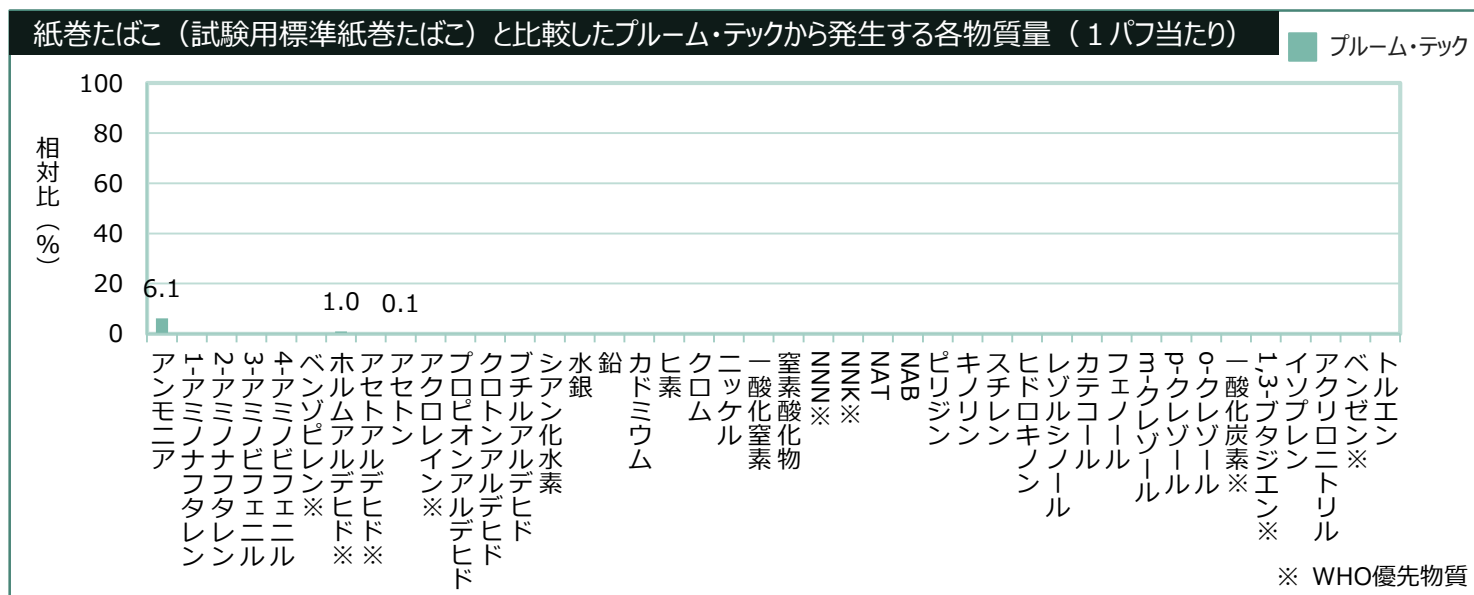 紙巻たばこ（試験用標準紙巻たばこ）と比較したプルーム・テックから発生する各物質量（１パフ当たり）
プルーム・テック
相対比（%）
100
80
60
40
20
0
6.1
1.0
0.1
アンモニア
1-アミノナフタレン
2-アミノナフタレン
3-アミノビフェニル
4-アミノビフェニル
ベンゾピレン※
ホルムアルデヒド※
アセトアルデヒド※
アセトン
アクロレイン※
プロピオンアルデヒド
クロトンアルデヒド
ブチルアルデヒド
シアン化水素
水銀
鉛
カドミウム
ヒ素
クロム
ニッケル
一酸化窒素
窒素酸化物
NNN※
NNK※
NAT
NAB
ピリジン
キノリン
スチレン
ヒドロキノン
レゾルシノール
カテコール
フェノール
m-クレゾール
p-クレゾール
o-クレゾール
一酸化炭素※
1,3-ブタジエン※
イソプレン
アクリロニトリル
ベンゼン※
トルエン
※ WHO優先物質